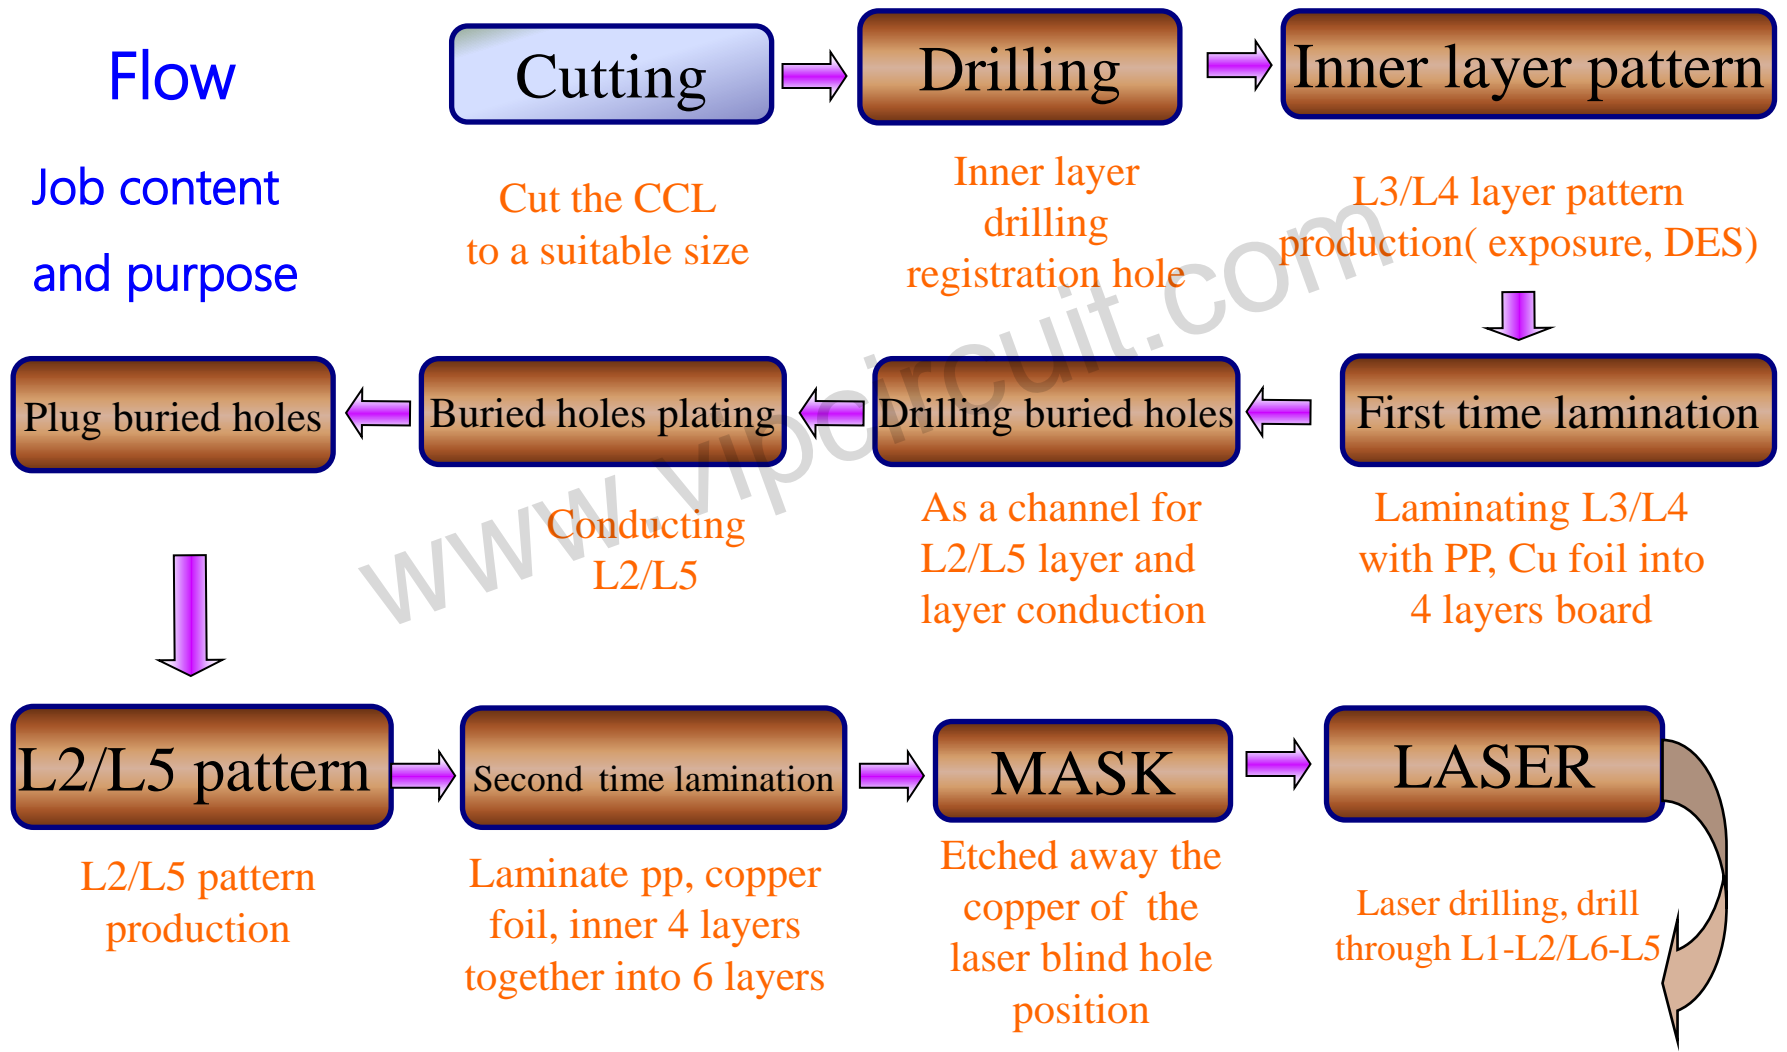 Flow
Cutting
Drilling
Inner layer pattern
Job content
and purpose
Cut the CCL
to a suitable size
Inner layer
drilling
registration hole
L3/L4 layer pattern
production( exposure, DES)
Plug buried holes
Buried holes plating
Drilling buried holes
First time lamination
Conducting
L2/L5
As a channel for
L2/L5 layer and
layer conduction
Laminating L3/L4
with PP, Cu foil into
4 layers board
www.vipcircuit.com
L2/L5 pattern
Second time lamination
MASK
LASER
L2/L5 pattern
production
Laminate pp, copper
foil, inner 4 layers
together into 6 layers
Etched away the
copper of the
laser blind hole
position
Laser drilling, drill
through L1-L2/L6-L5